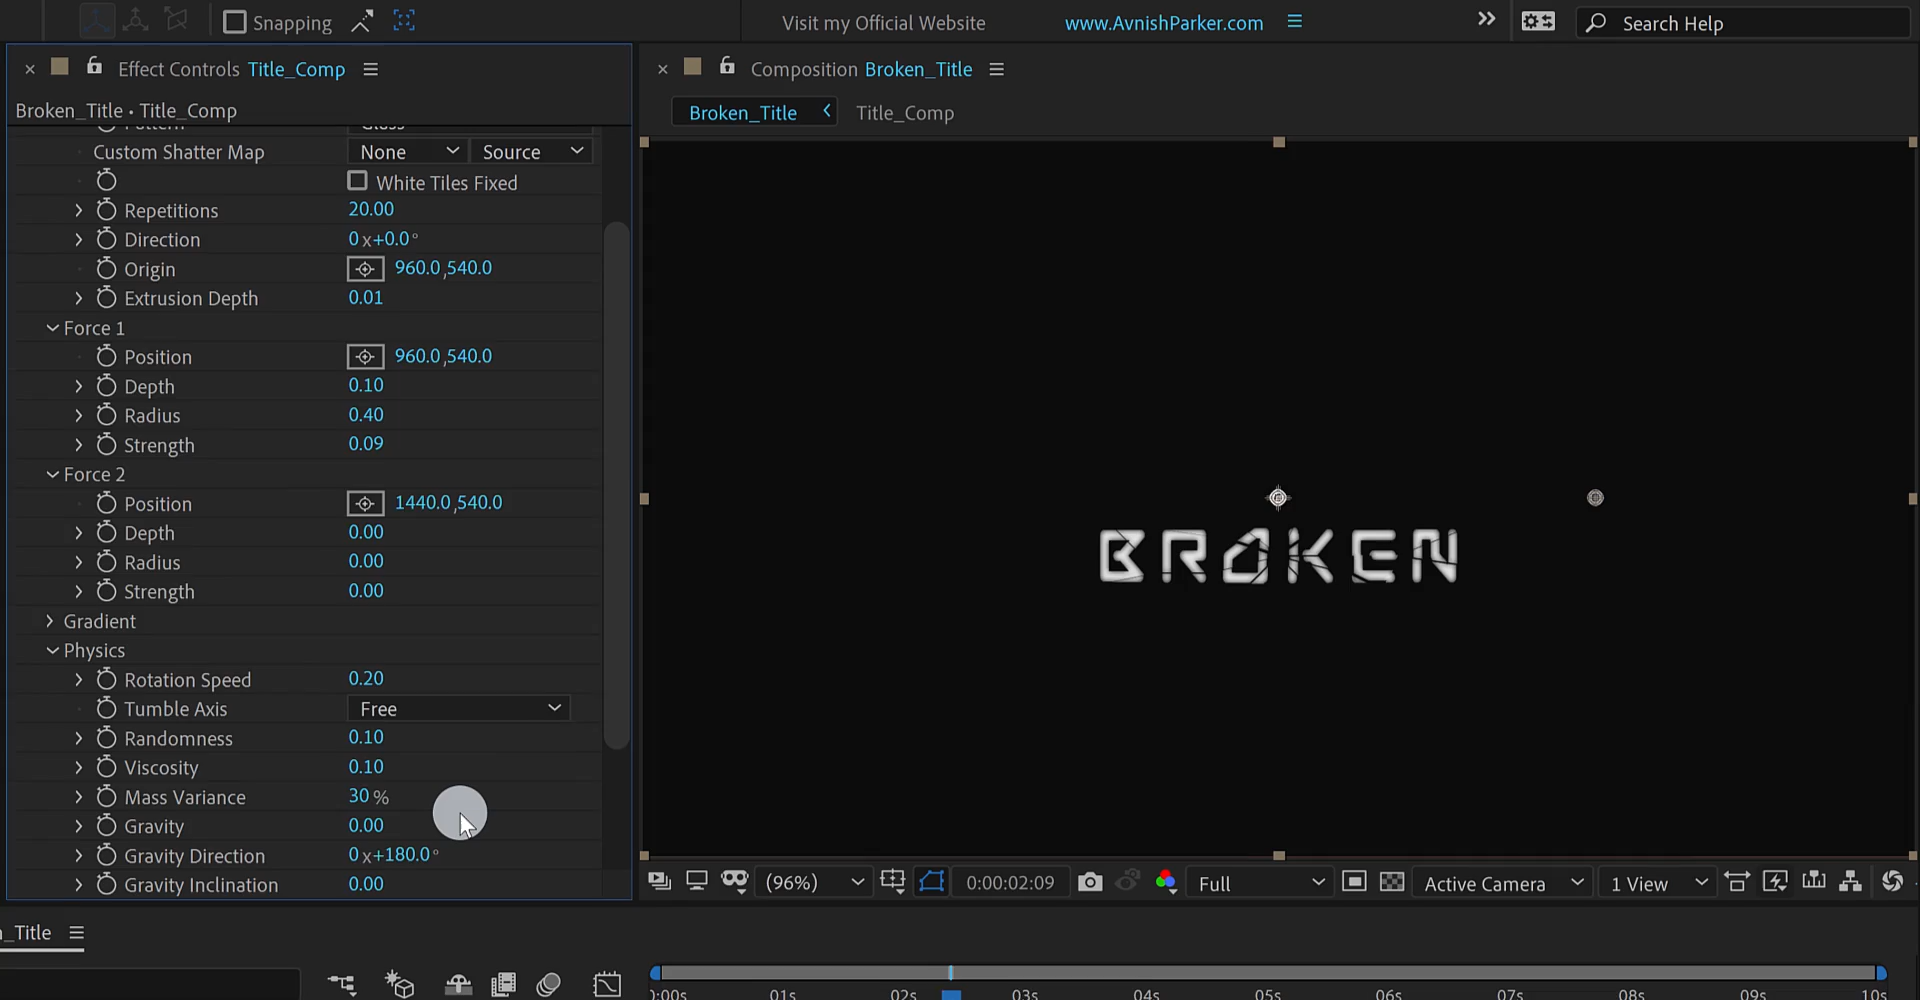 Snapping
Visit my Official Website
www.AvnishParker.com
Search Help
Effect Controls Title_Comp
Broken_Title • Title_Comp
Custom Shatter Map None Source
White Tiles Fixed
Repetitions 20.00
Direction 0 x+0.0°
Origin 960.0,540.0
Extrusion Depth 0.01
Force 1
Position 960.0,540.0
Depth 0.10
Radius 0.40
Strength 0.09
Force 2
Position 1440.0,540.0
Depth 0.00
Radius 0.00
Strength 0.00
Gradient
Physics
Rotation Speed 0.20
Tumble Axis Free
Randomness 0.10
Viscosity 0.10
Mass Variance 30 %
Gravity 0.00
Gravity Direction 0 x+180.0°
Gravity Inclination 0.00
Composition Broken_Title
Broken_Title Title_Comp
BROKEN
(96%) 0:00:02:09 Full Active Camera 1 View
_Title
0:00s 01s 02s 03s 04s 05s 06s 07s 08s 09s 10s